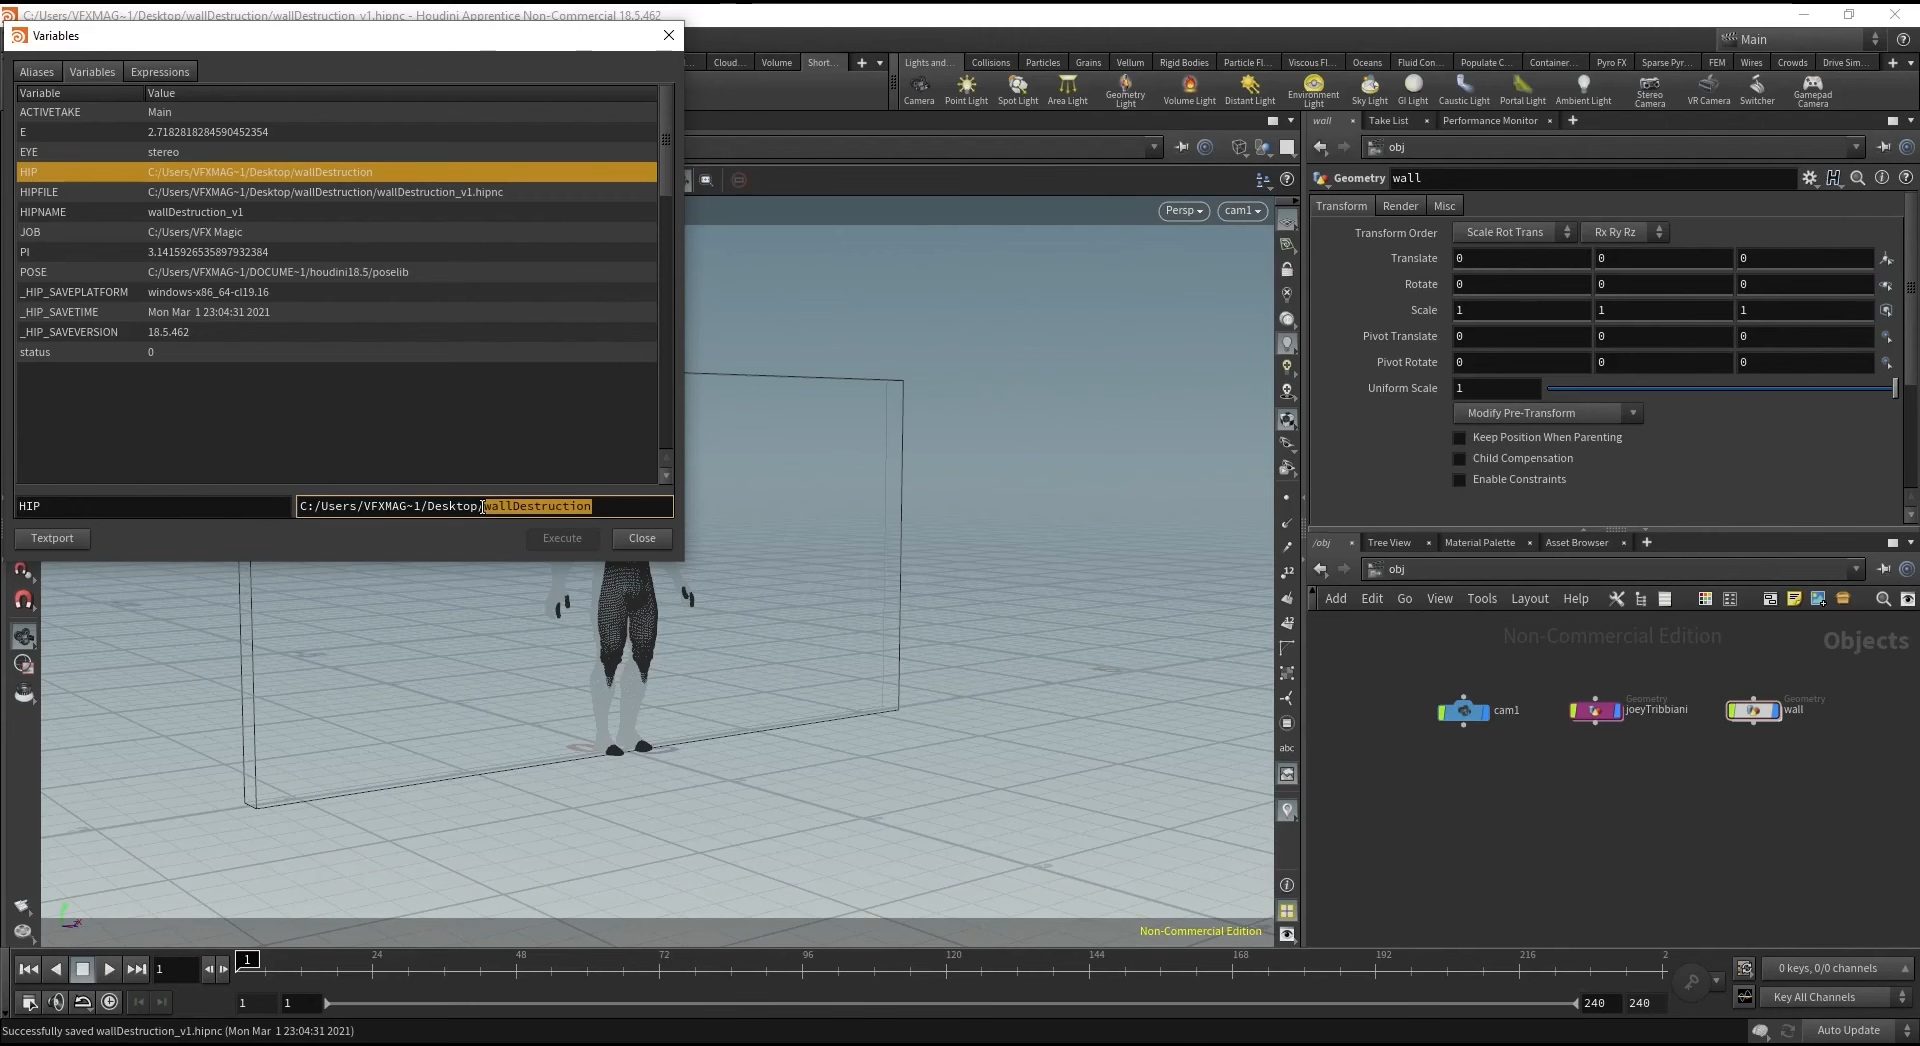 C:/Users/VFXMAG~1/Desktop/wallDestruction/wallDestruction_v1.hipnc - Houdini Apprentice Non-Commercial 18.5.462
Variables
Main
Aliases Variables Expressions
Cloud... Volume Short...
Lights and... Collisions Particles Grains Vellum Rigid Bodies Particle Fl... Viscous Fl... Oceans Fluid Con... Populate C... Container... Pyro FX Sparse Pyr... FEM Wires Crowds Drive Sim...
Camera Point Light Spot Light Area Light Geometry Light Volume Light Distant Light Environment Light Sky Light GI Light Caustic Light Portal Light Ambient Light Stereo Camera VR Camera Switcher Gamepad Camera
Variable Value
ACTIVETAKE Main
E 2.7182818284590452354
EYE stereo
HIP C:/Users/VFXMAG~1/Desktop/wallDestruction
HIPFILE C:/Users/VFXMAG~1/Desktop/wallDestruction/wallDestruction_v1.hipnc
HIPNAME wallDestruction_v1
JOB C:/Users/VFX Magic
PI 3.1415926535897932384
POSE C:/Users/VFXMAG~1/DOCUME~1/houdini18.5/poselib
_HIP_SAVEPLATFORM windows-x86_64-cl19.16
_HIP_SAVETIME Mon Mar 1 23:04:31 2021
_HIP_SAVEVERSION 18.5.462
status 0
HIP C:/Users/VFXMAG~1/Desktop/wallDestruction
Textport Execute Close
Persp cam1
12
12
abc
Non-Commercial Edition
wall Take List Performance Monitor
obj
Geometry wall
Transform Render Misc
Transform Order Scale Rot Trans Rx Ry Rz
Translate 0 0 0
Rotate 0 0 0
Scale 1 1 1
Pivot Translate 0 0 0
Pivot Rotate 0 0 0
Uniform Scale 1
Modify Pre-Transform
Keep Position When Parenting
Child Compensation
Enable Constraints
/obj Tree View Material Palette Asset Browser
obj
Add Edit Go View Tools Layout Help
Non-Commercial Edition Objects
cam1
Geometry
joeyTribbiani
Geometry
wall
1 1 24 48 72 96 120 144 168 192 216 2
0 keys, 0/0 channels
1 1 240 240
Key All Channels
Successfully saved wallDestruction_v1.hipnc (Mon Mar 1 23:04:31 2021)
Auto Update